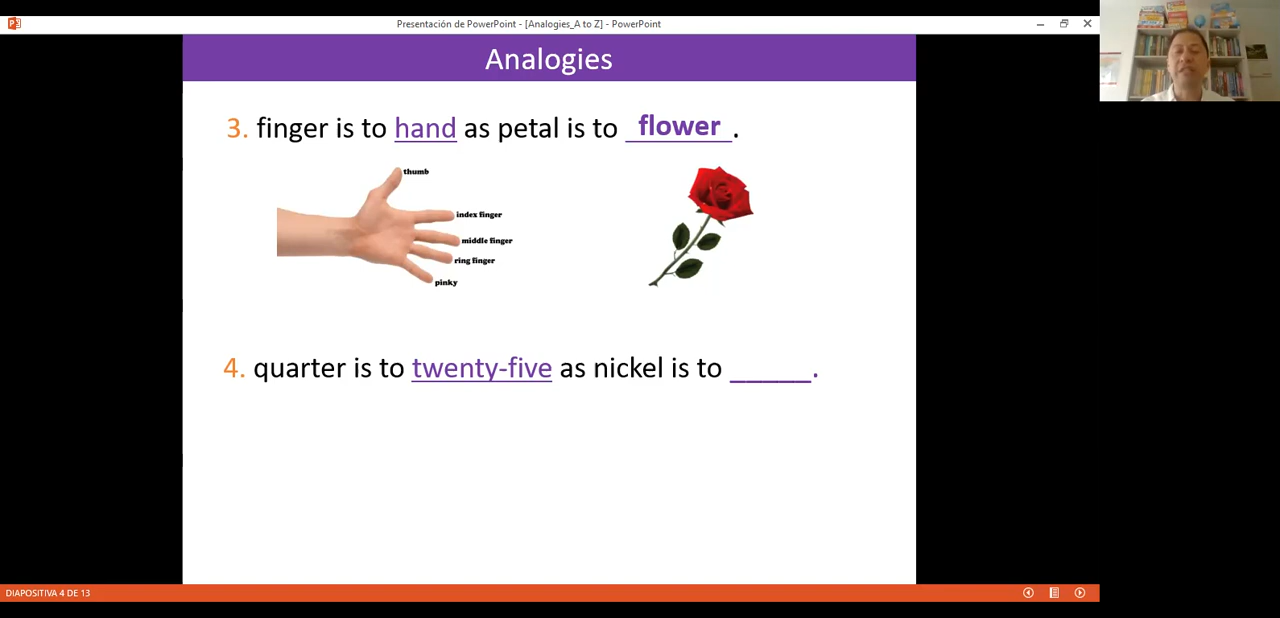 Presentación de PowerPoint - [Analogies_A to Z] - PowerPoint
Analogies
3. finger is to hand as petal is to flower.
thumb
index finger
middle finger
ring finger
pinky
4. quarter is to twenty-five as nickel is to _____.
DIAPOSITIVA 4 DE 13